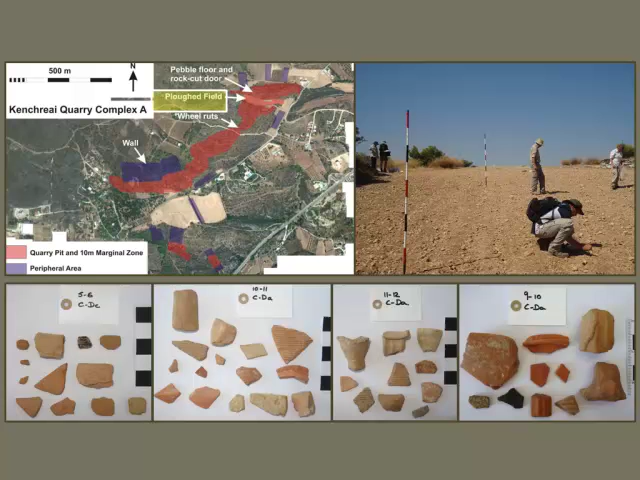 500 m
N
Kenchreai Quarry Complex A
Pebble floor and
rock-cut door
Ploughed Field
Wheel ruts
Wall
Quarry Pit and 10m Marginal Zone
Peripheral Area
5-6
C-Dc
10-11
C-Da
11-12
C-Da
9-10
C-Da